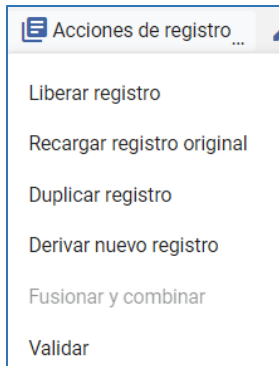 Acciones de registro...
Liberar registro
Recargar registro original
Duplicar registro
Derivar nuevo registro
Fusionar y combinar
Validar